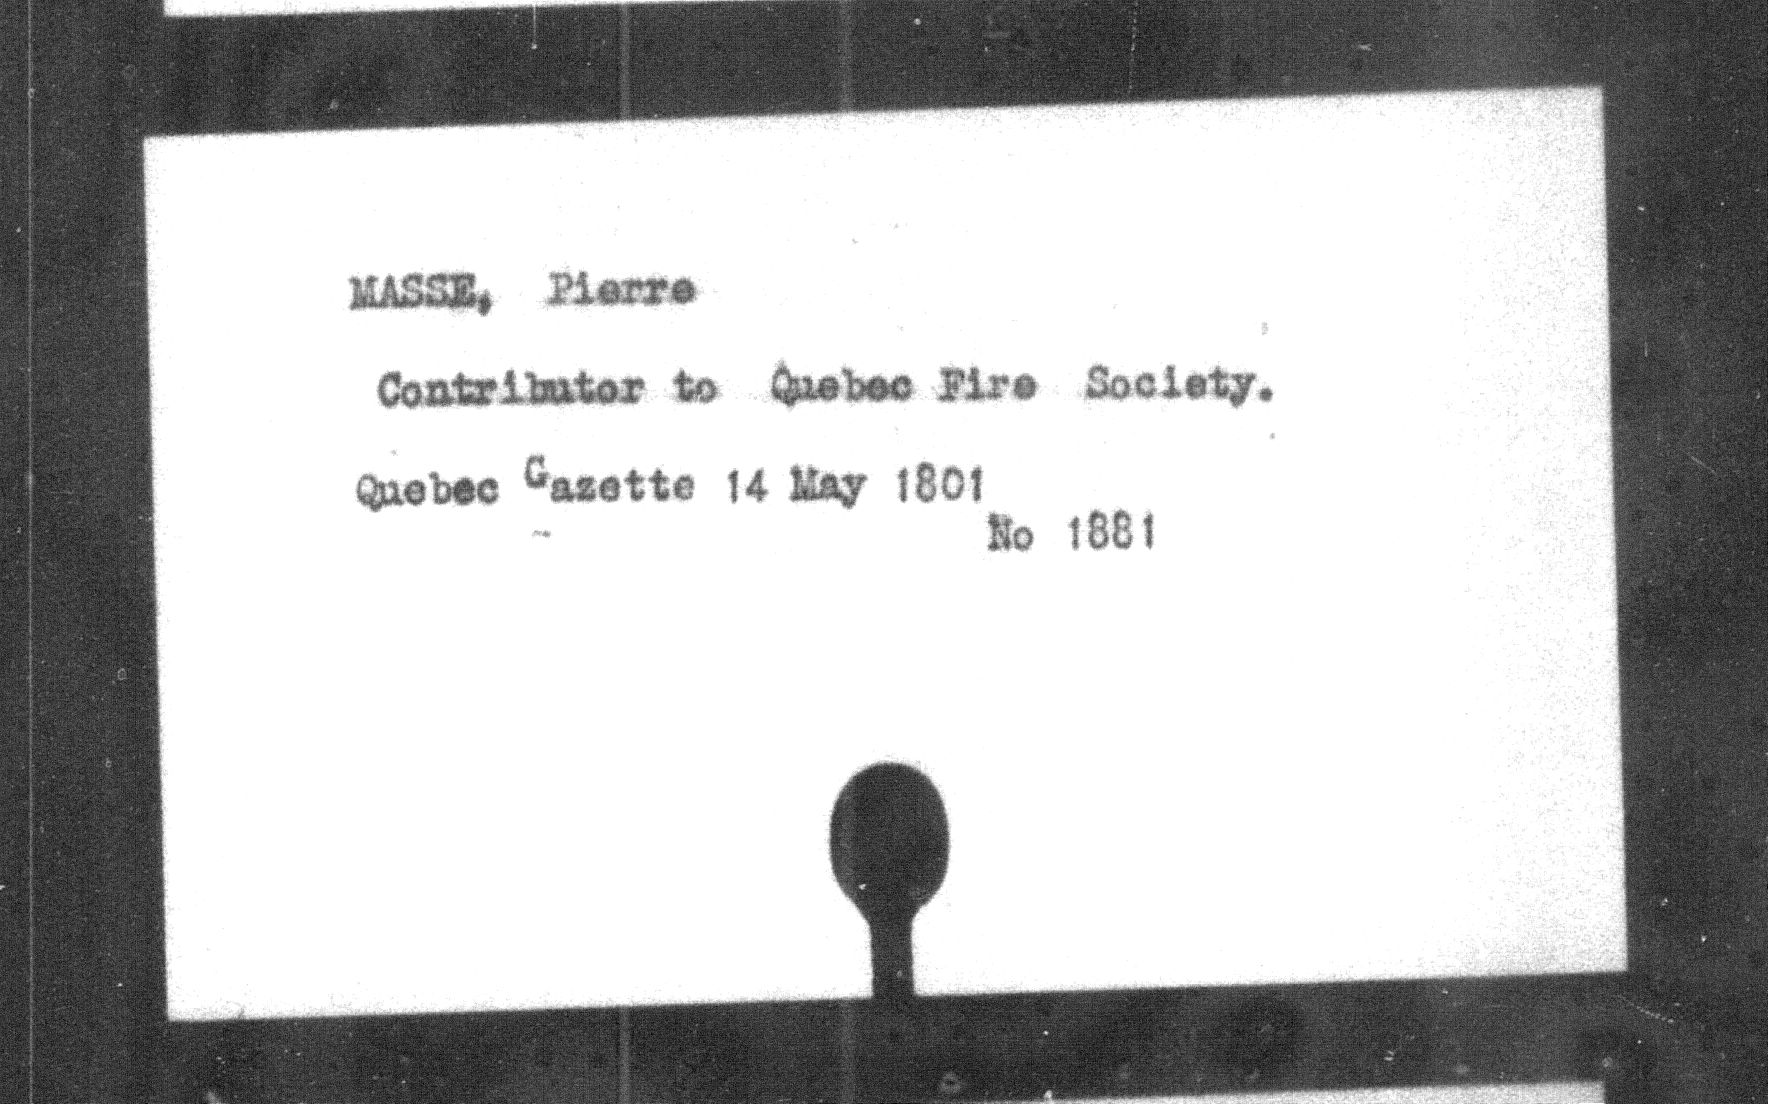 MASSE, Pierre
Contributor to Quebec Fire Society.
Quebec Gazette 14 May 1801
No 1881